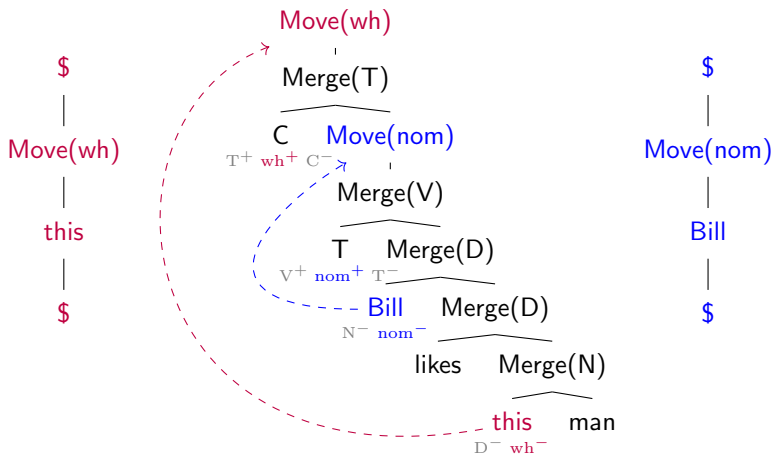 Move(wh)
$ Merge(T) $
C Move(nom)
Move(wh) T⁺ wh⁺ C⁻ Move(nom)
Merge(V)
this T Merge(D) Bill
V⁺ nom⁺ T⁻
$ Bill Merge(D) $
N⁻ nom⁻
likes Merge(N)
this man
D⁻ wh⁻